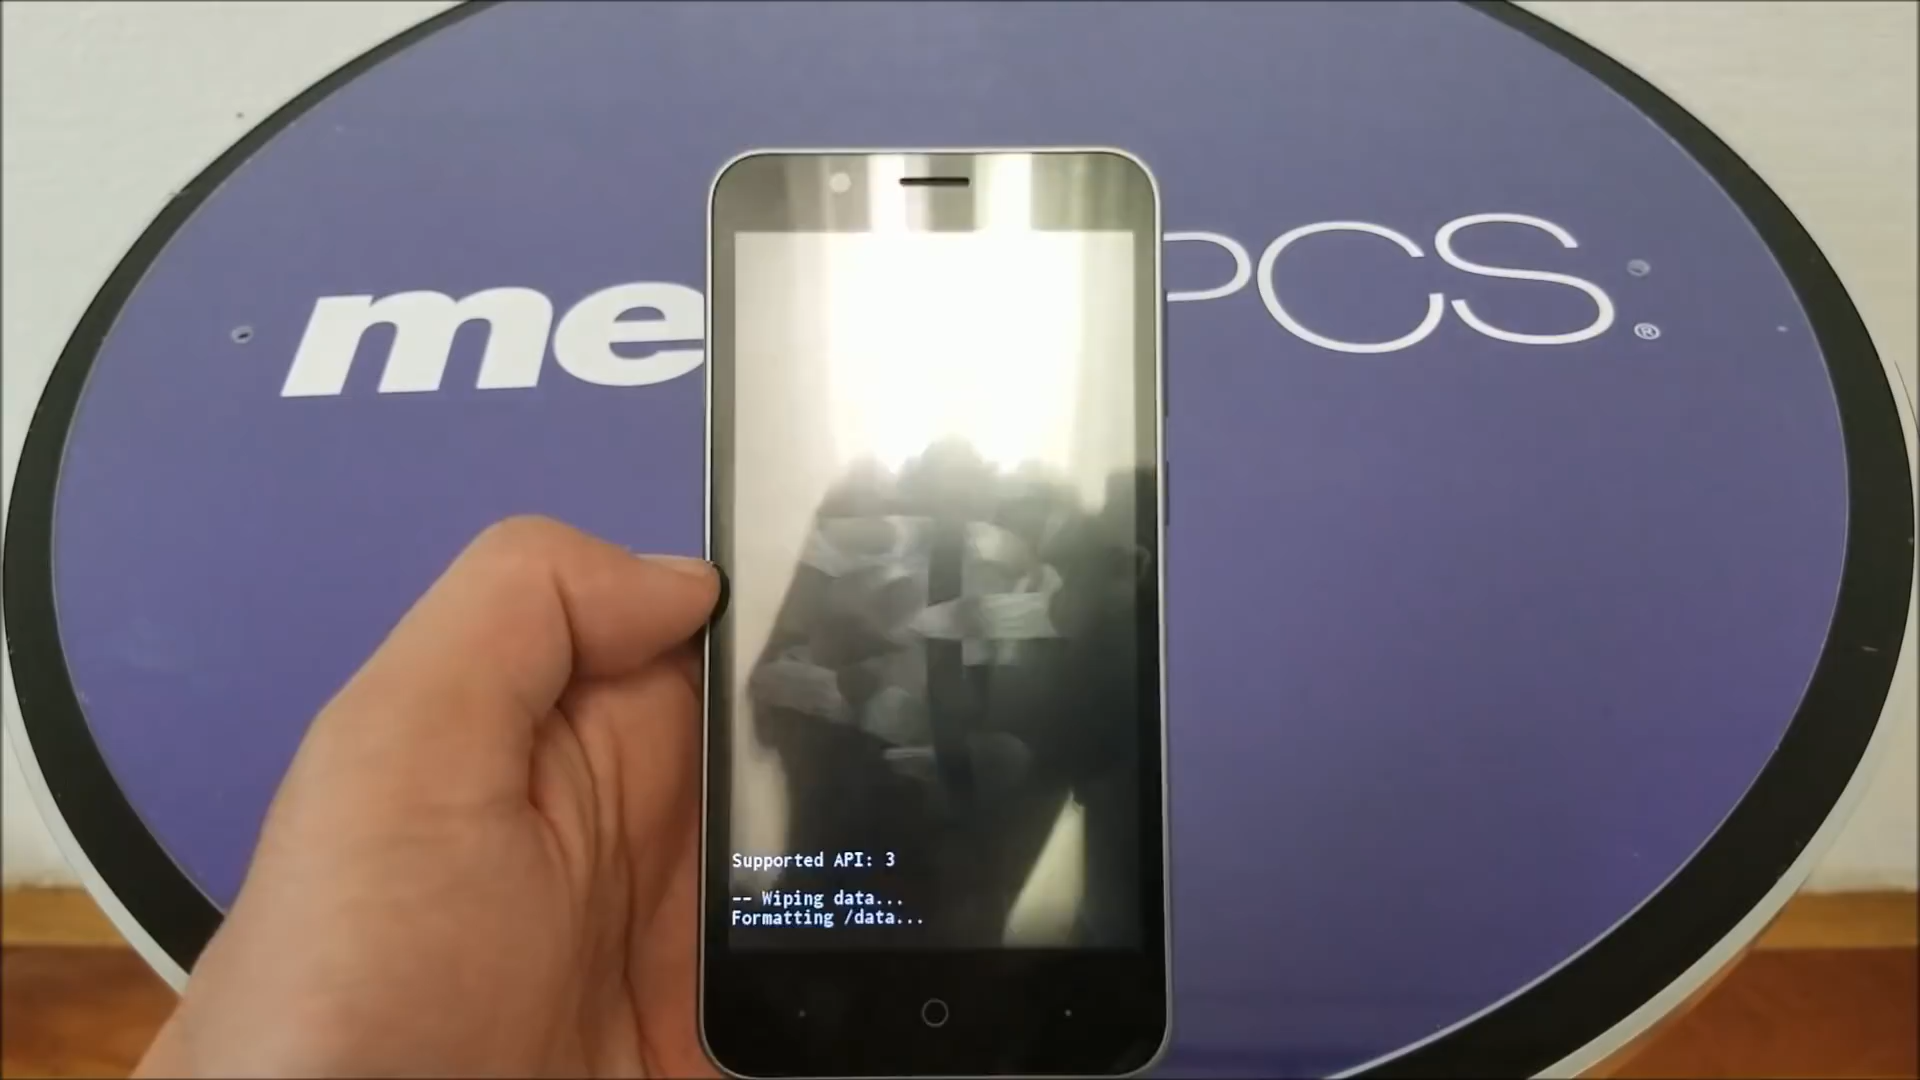 me PCS®
Supported API: 3
-- Wiping data...
Formatting /data...